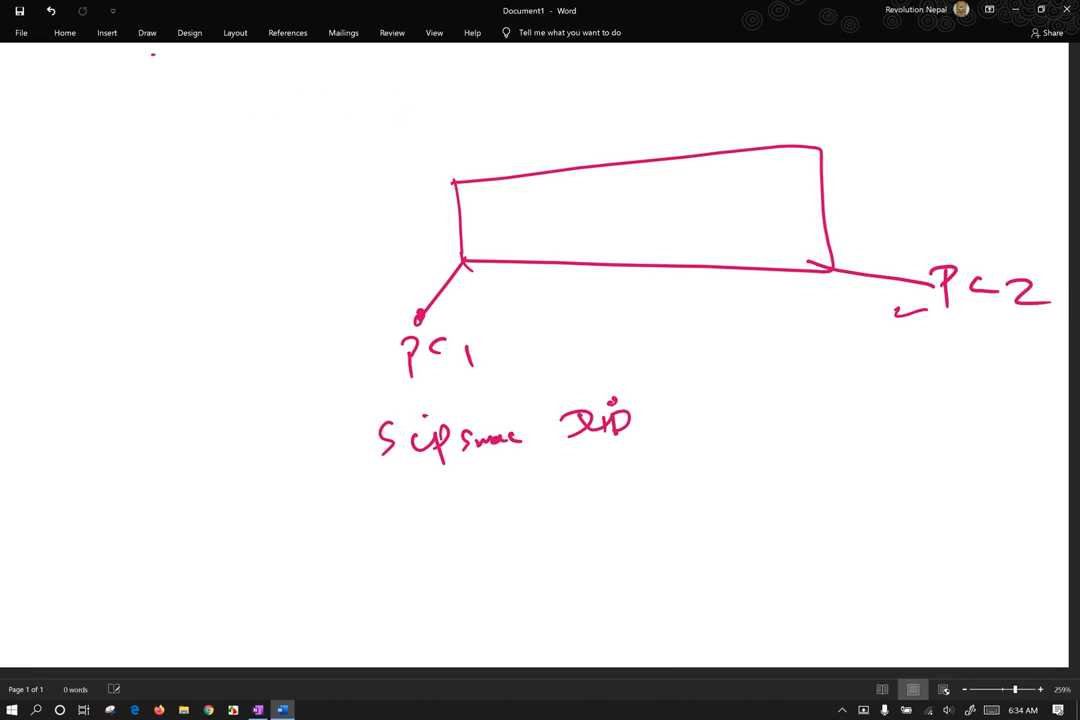 Document1 - Word
Revolution Nepal
File Home Insert Draw Design Layout References Mailings Review View Help Tell me what you want to do Share
PC2
PC1
S ip smac
Page 1 of 1 0 words 259%
6:34 AM